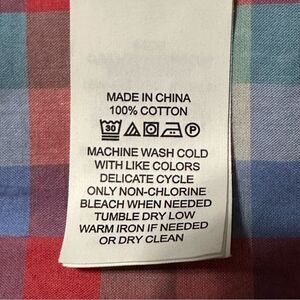 MADE IN CHINA
100% COTTON
30 P
MACHINE WASH COLD
WITH LIKE COLORS
DELICATE CYCLE
ONLY NON-CHLORINE
BLEACH WHEN NEEDED
TUMBLE DRY LOW
WARM IRON IF NEEDED
OR DRY CLEAN